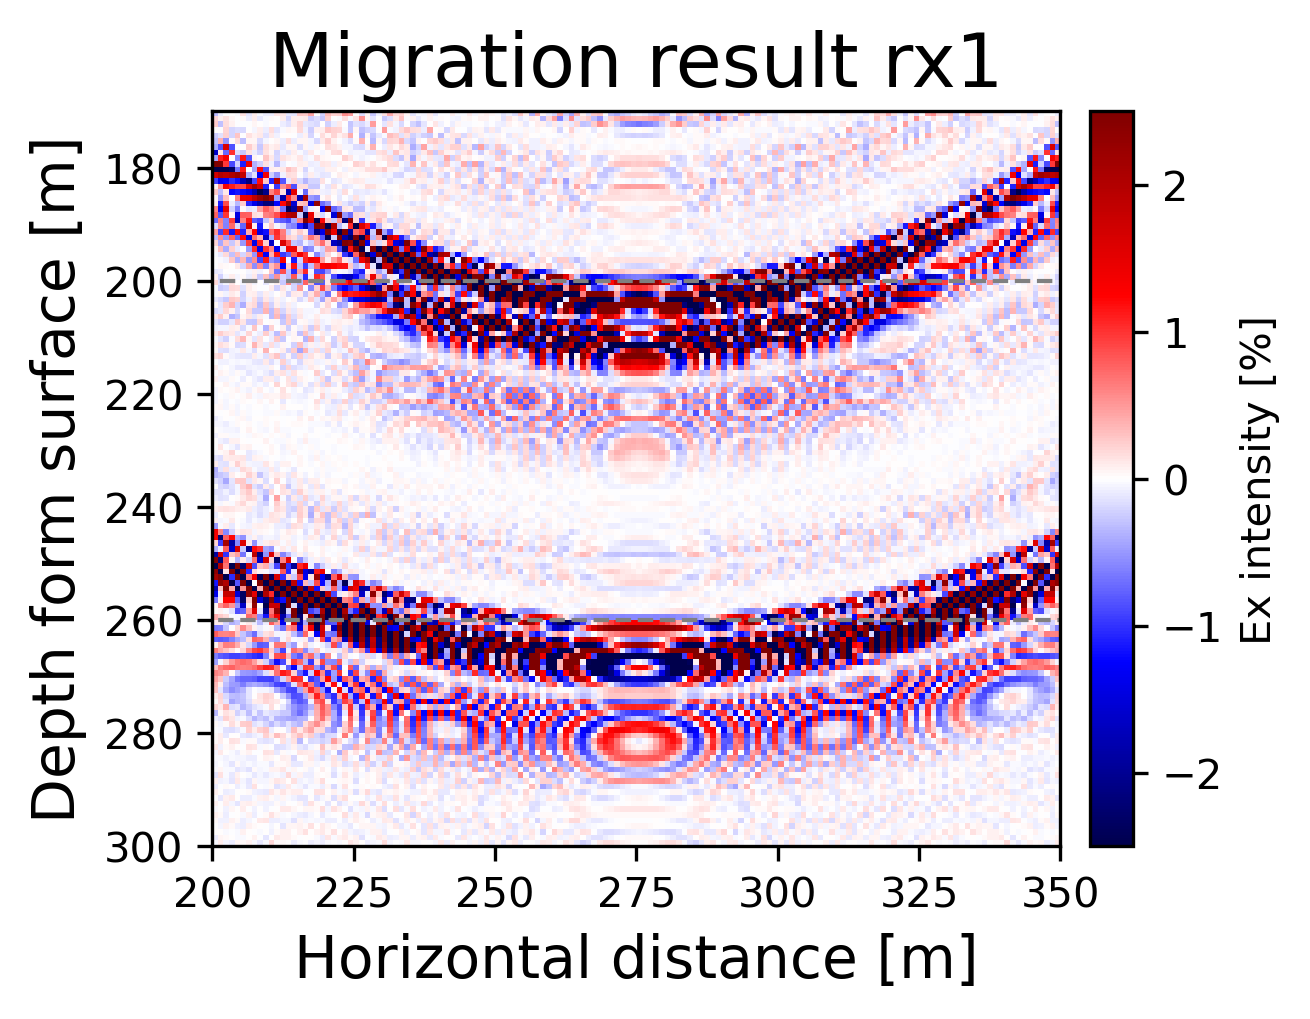 Migration result rx1
Depth form surface [m]
180
200
220
240
260
280
300
200 225 250 275 300 325 350
Horizontal distance [m]
2
1
0
−1
−2
Ex intensity [%]